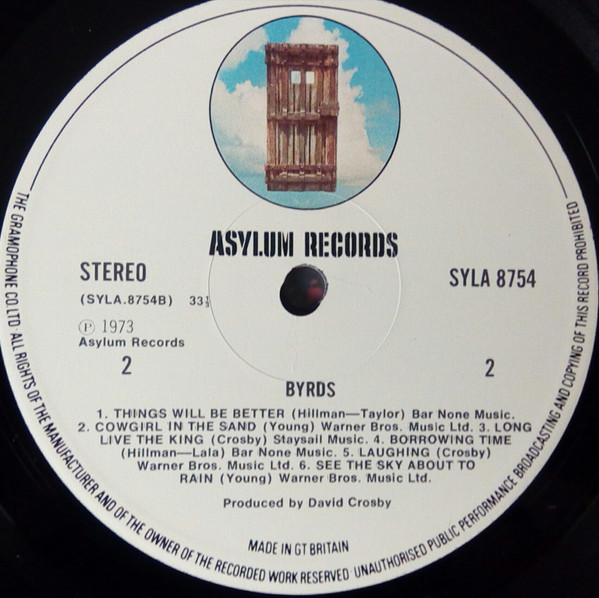 ASYLUM RECORDS
STEREO
SYLA 8754
(SYLA.8754B) 33⅓
Ⓟ 1973
Asylum Records
2
2
BYRDS
1. THINGS WILL BE BETTER (Hillman—Taylor) Bar None Music.
2. COWGIRL IN THE SAND (Young) Warner Bros. Music Ltd. 3. LONG
LIVE THE KING (Crosby) Staysail Music. 4. BORROWING TIME
(Hillman—Lala) Bar None Music. 5. LAUGHING (Crosby)
Warner Bros. Music Ltd. 6. SEE THE SKY ABOUT TO
RAIN (Young) Warner Bros. Music Ltd.
Produced by David Crosby
MADE IN GT BRITAIN
THE GRAMOPHONE CO.LTD · ALL RIGHTS OF THE MANUFACTURER AND OF THE OWNER OF THE RECORDED WORK RESERVED · UNAUTHORISED PUBLIC PERFORMANCE BROADCASTING AND COPYING OF THIS RECORD PROHIBITED